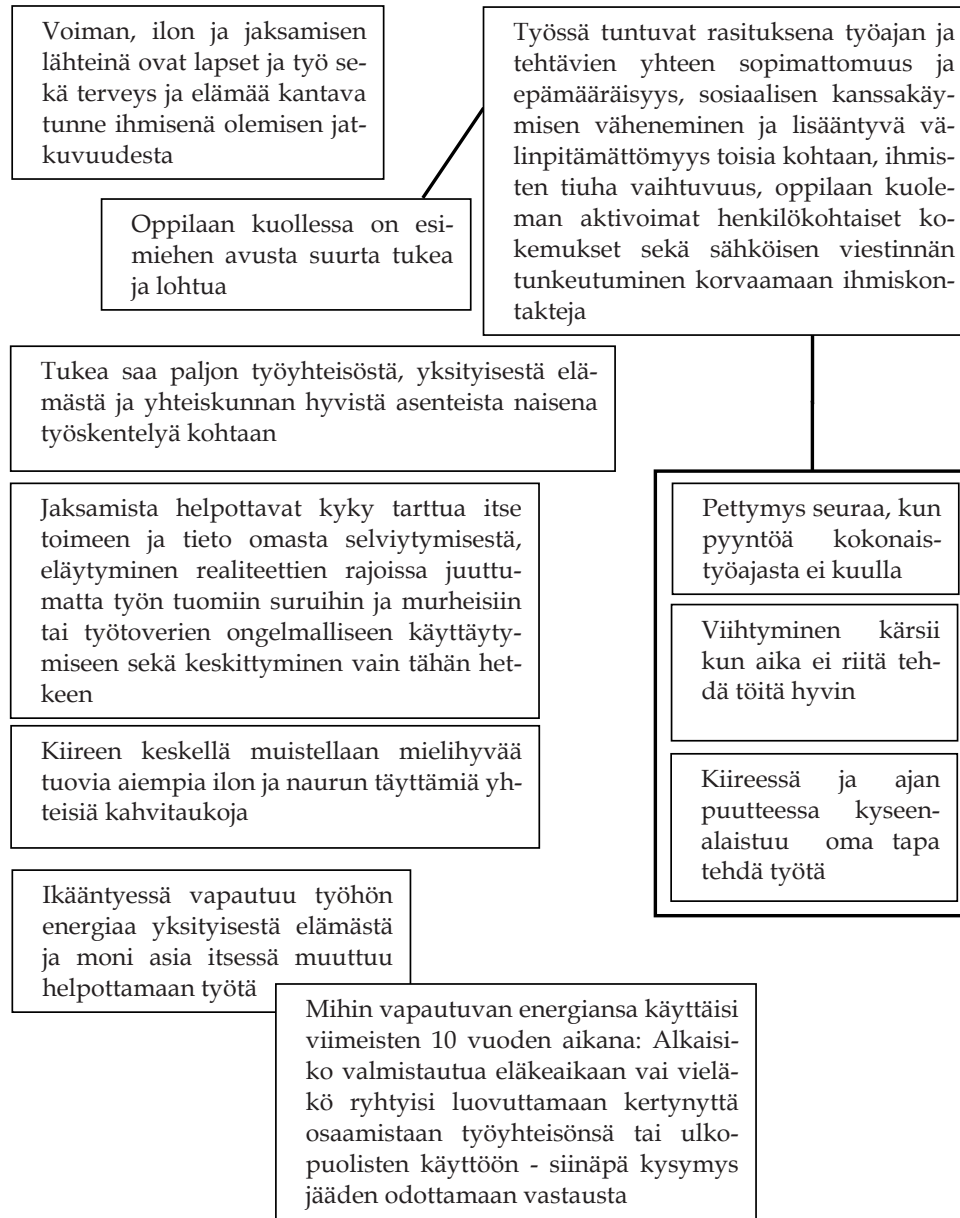 Voiman, ilon ja jaksamisen
lähteinä ovat lapset ja työ se-
kä terveys ja elämää kantava
tunne ihmisenä olemisen jat-
kuvuudesta
Työssä tuntuvat rasituksena työajan ja
tehtävien yhteen sopimattomuus ja
epämääräisyys, sosiaalisen kanssakäy-
misen väheneminen ja lisääntyvä vä-
linpitämättömyys toisia kohtaan, ihmis-
ten tiuha vaihtuvuus, oppilaan kuole-
man aktivoimat henkilökohtaiset ko-
kemukset sekä sähköisen viestinnän
tunkeutuminen korvaamaan ihmiskon-
takteja
Oppilaan kuollessa on esi-
miehen avusta suurta tukea
ja lohtua
Tukea saa paljon työyhteisöstä, yksityisestä elä-
mästä ja yhteiskunnan hyvistä asenteista naisena
työskentelyä kohtaan
Jaksamista helpottavat kyky tarttua itse
toimeen ja tieto omasta selviytymisestä,
eläytyminen realiteettien rajoissa juuttu-
matta työn tuomiin suruihin ja murheisiin
tai työtoverien ongelmalliseen käyttäyty-
miseen sekä keskittyminen vain tähän het-
keen
Pettymys seuraa, kun
pyyntöä kokonais-
työajasta ei kuulla
Viihtyminen kärsii
kun aika ei riitä teh-
dä töitä hyvin
Kiireessä ja ajan
puutteessa kyseen-
alaistuu oma tapa
tehdä työtä
Kiireen keskellä muistellaan mielihyvää
tuovia aiempia ilon ja naurun täyttämiä yh-
teisiä kahvitaukoja
Ikääntyessä vapautuu työhön
energiaa yksityisestä elämästä
ja moni asia itsessä muuttuu
helpottamaan työtä
Mihin vapautuvan energiansa käyttäisi
viimeisten 10 vuoden aikana: Alkaisi-
ko valmistautua eläkeaikaan vai vielä-
kö ryhtyisi luovuttamaan kertynyttä
osaamistaan työyhteisönsä tai ulko-
puolisten käyttöön - siinäpä kysymys
jääden odottamaan vastausta